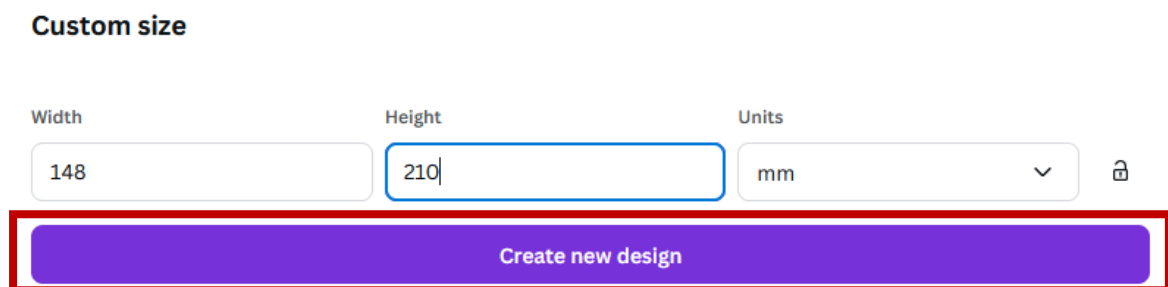 Custom size
Width Height Units
148 210 mm
Create new design